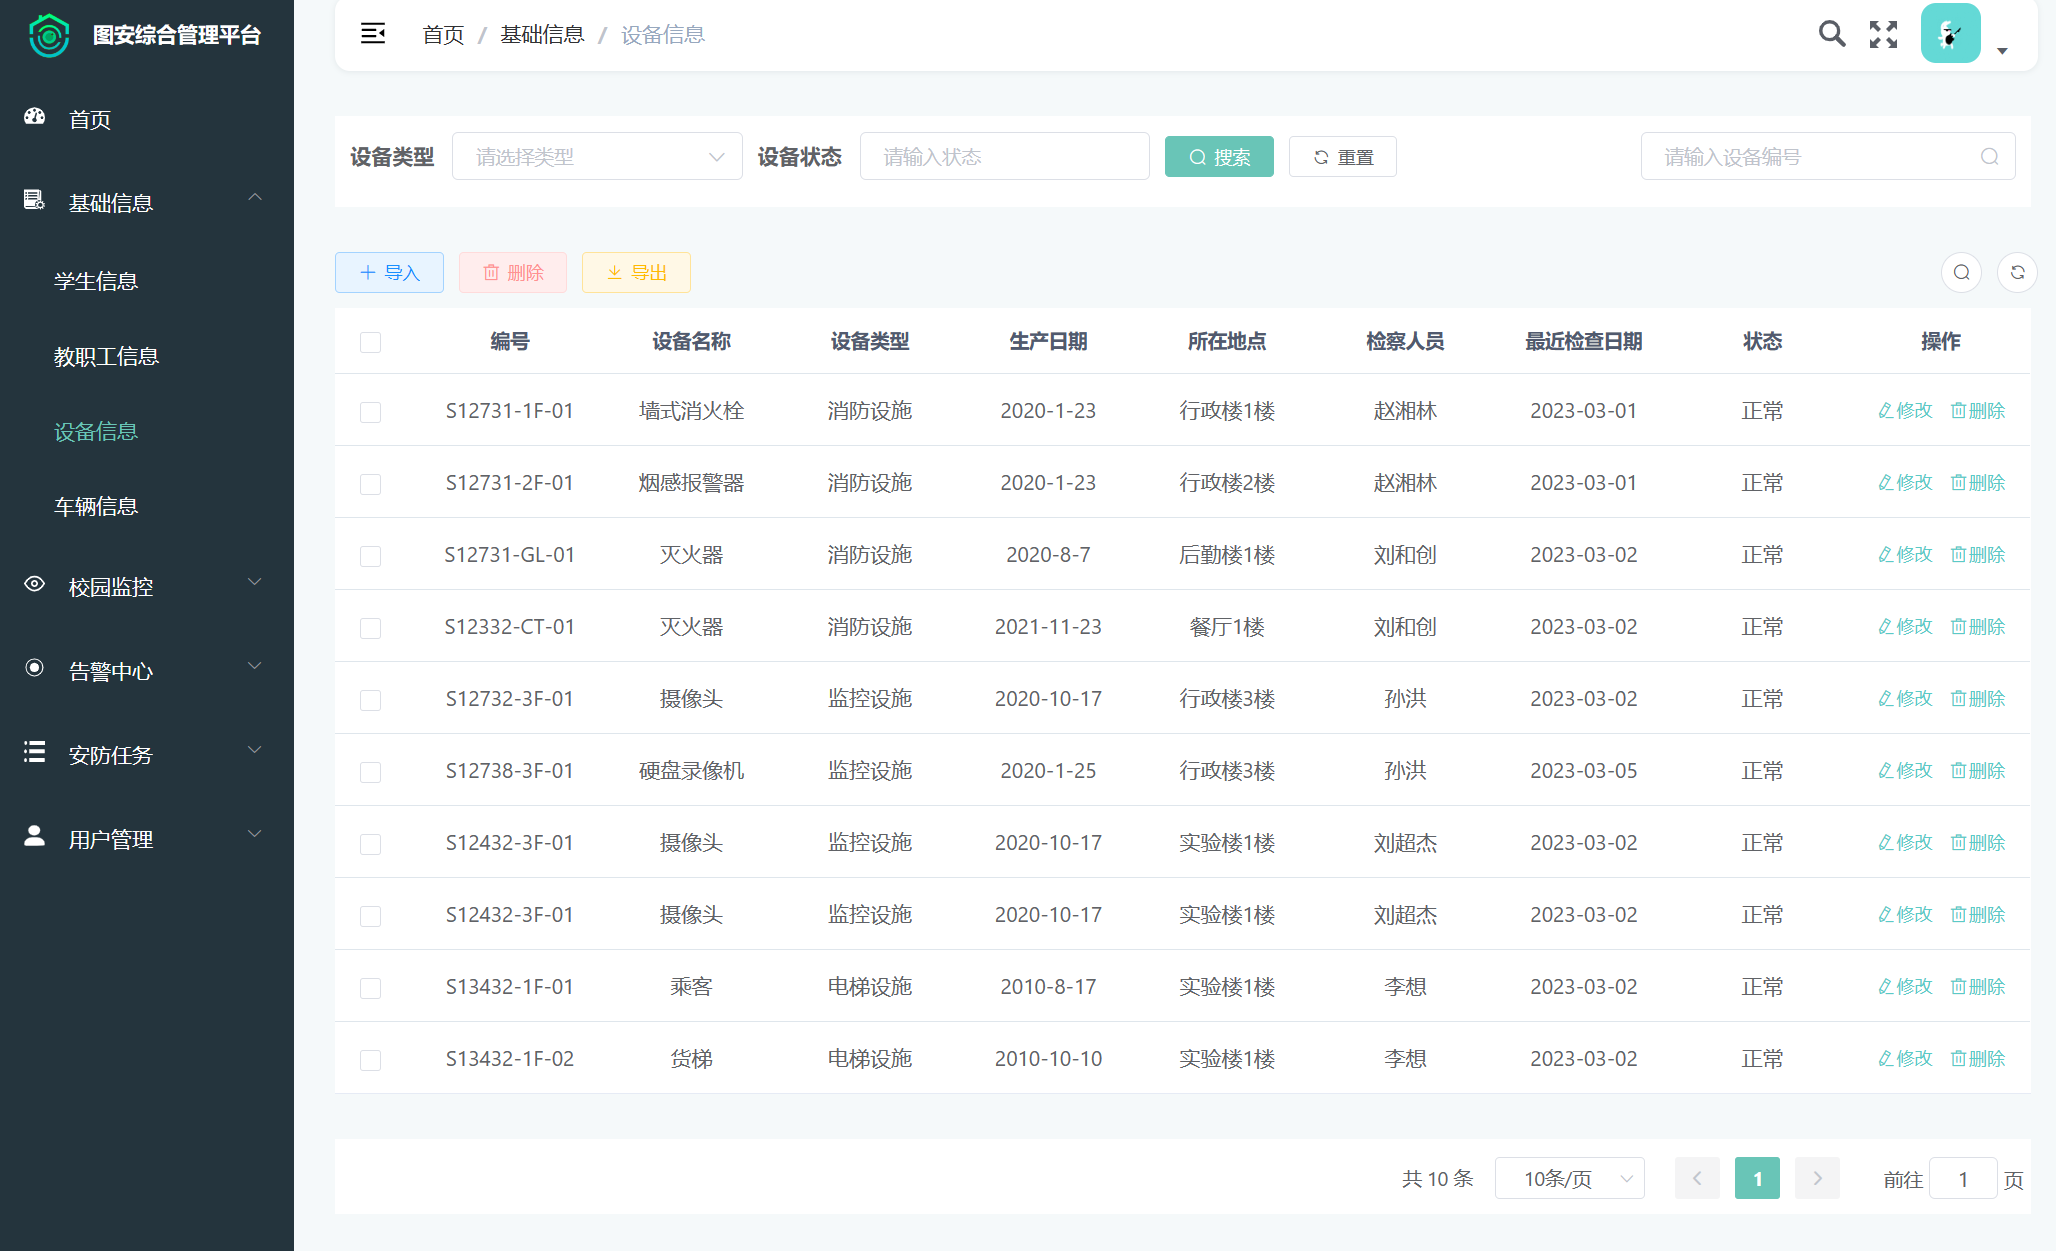 图安综合管理平台
首页
基础信息
学生信息
教职工信息
设备信息
车辆信息
校园监控
告警中心
安防任务
用户管理
首页 / 基础信息 / 设备信息
设备类型 请选择类型 设备状态 请输入状态 搜索 重置 请输入设备编号
导入 删除 导出
编号 设备名称 设备类型 生产日期 所在地点 检察人员 最近检查日期 状态 操作
S12731-1F-01 墙式消火栓 消防设施 2020-1-23 行政楼1楼 赵湘林 2023-03-01 正常 修改 删除
S12731-2F-01 烟感报警器 消防设施 2020-1-23 行政楼2楼 赵湘林 2023-03-01 正常 修改 删除
S12731-GL-01 灭火器 消防设施 2020-8-7 后勤楼1楼 刘和创 2023-03-02 正常 修改 删除
S12332-CT-01 灭火器 消防设施 2021-11-23 餐厅1楼 刘和创 2023-03-02 正常 修改 删除
S12732-3F-01 摄像头 监控设施 2020-10-17 行政楼3楼 孙洪 2023-03-02 正常 修改 删除
S12738-3F-01 硬盘录像机 监控设施 2020-1-25 行政楼3楼 孙洪 2023-03-05 正常 修改 删除
S12432-3F-01 摄像头 监控设施 2020-10-17 实验楼1楼 刘超杰 2023-03-02 正常 修改 删除
S12432-3F-01 摄像头 监控设施 2020-10-17 实验楼1楼 刘超杰 2023-03-02 正常 修改 删除
S13432-1F-01 乘客 电梯设施 2010-8-17 实验楼1楼 李想 2023-03-02 正常 修改 删除
S13432-1F-02 货梯 电梯设施 2010-10-10 实验楼1楼 李想 2023-03-02 正常 修改 删除
共 10 条 10条/页 1 前往 1 页